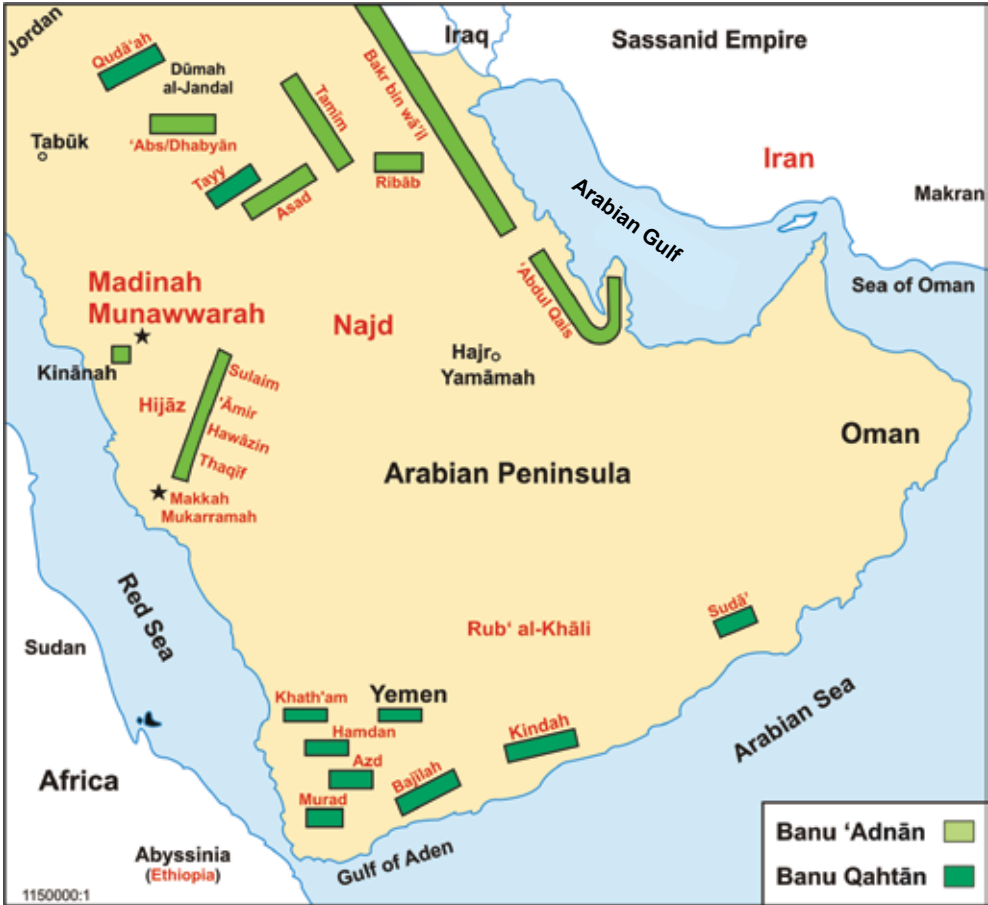 Jordan
Iraq
Sassanid Empire
Qudā‘ah
Dūmah
al-Jandal
Tamīm
Bakr bin wā’il
‘Abs/Dhabyān
Tabūk
Tayy
Asad
Ribāb
Iran
Makran
Arabian Gulf
Sea of Oman
‘Abdul Qais
Madinah
Munawwarah
Najd
Hajr
Yamāmah
Kinānah
Sulaim
Hijāz
‘Āmir
Hawāzin
Thaqīf
Makkah
Mukarramah
Arabian Peninsula
Oman
Red Sea
Sudan
Rub‘ al-Khāli
Sudā’
Khath’am
Yemen
Hamdan
Azd
Murad
Bajīlah
Kindah
Arabian Sea
Africa
Abyssinia
(Ethiopia)
Gulf of Aden
Banu ‘Adnān
Banu Qahtān
1150000:1